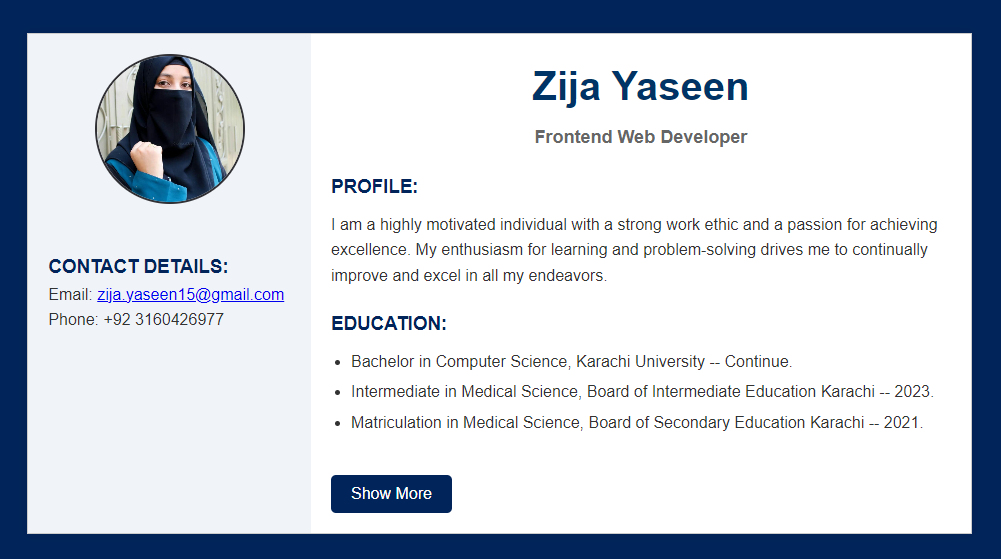 Zija Yaseen
Frontend Web Developer
CONTACT DETAILS:
Email: zija.yaseen15@gmail.com
Phone: +92 3160426977
PROFILE:
I am a highly motivated individual with a strong work ethic and a passion for achieving
excellence. My enthusiasm for learning and problem-solving drives me to continually
improve and excel in all my endeavors.
EDUCATION:
• Bachelor in Computer Science, Karachi University -- Continue.
• Intermediate in Medical Science, Board of Intermediate Education Karachi -- 2023.
• Matriculation in Medical Science, Board of Secondary Education Karachi -- 2021.
Show More